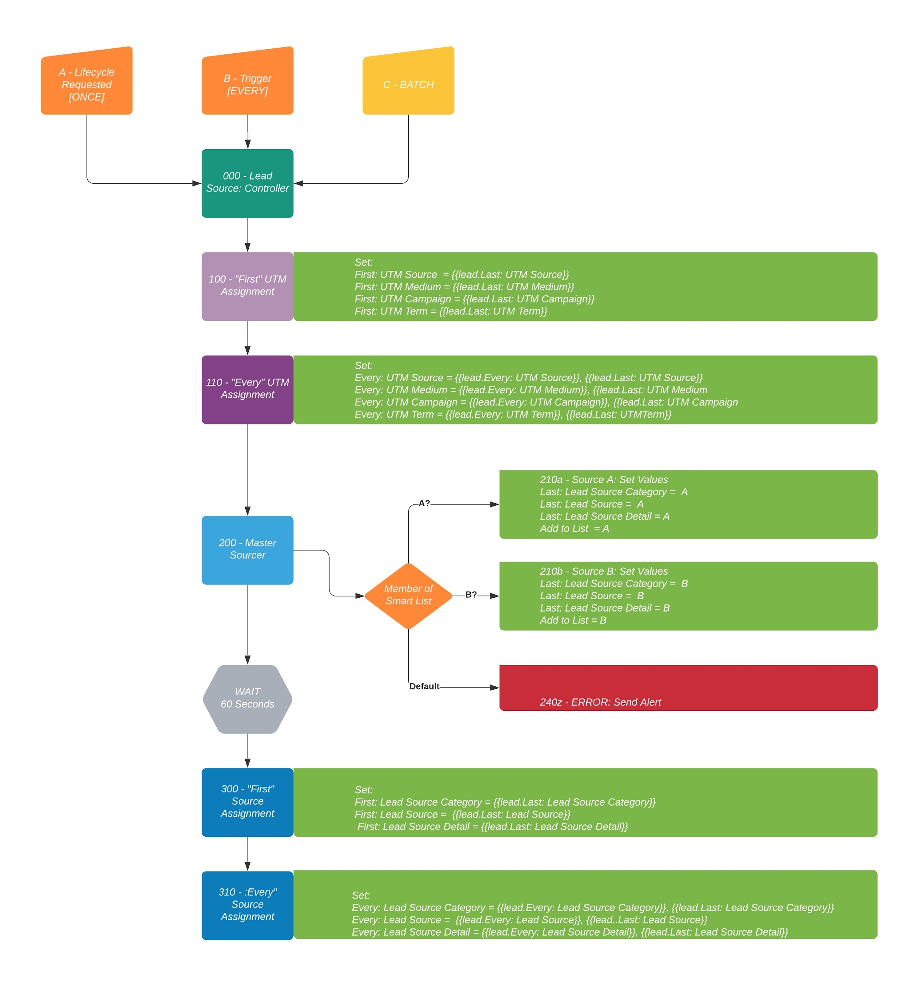 A - Lifecycle
Requested
[ONCE]
B - Trigger
[EVERY]
C - BATCH
000 - Lead
Source: Controller
100 - "First" UTM
Assignment
Set:
First: UTM Source  = {{lead.Last: UTM Source}}
First: UTM Medium = {{lead.Last: UTM Medium}}
First: UTM Campaign = {{lead.Last: UTM Campaign}}
First: UTM Term = {{lead.Last: UTM Term}}
110 - "Every" UTM
Assignment
Set:
Every: UTM Source = {{lead.Every: UTM Source}}, {{lead.Last: UTM Source}}
Every: UTM Medium = {{lead.Every: UTM Medium}}, {{lead.Last: UTM Medium
Every: UTM Campaign = {{lead.Every: UTM Campaign}}, {{lead.Last: UTM Campaign
Every: UTM Term = {{lead.Every: UTM Term}}, {{lead.Last: UTMTerm}}
200 - Master
Sourcer
Member of
Smart List
A?
210a - Source A: Set Values
Last: Lead Source Category =  A
Last: Lead Source =  A
Last: Lead Source Detail = A
Add to List  = A
B?
210b - Source B: Set Values
Last: Lead Source Category =  B
Last: Lead Source =  B
Last: Lead Source Detail = B
Add to List = B
Default
240z - ERROR: Send Alert
WAIT
60 Seconds
300 - "First"
Source
Assignment
Set:
First: Lead Source Category = {{lead.Last: Lead Source Category}}
First: Lead Source =  {{lead.Last: Lead Source}}
First: Lead Source Detail = {{lead.Last: Lead Source Detail}}
310 - :Every"
Source
Assignment
Set:
Every: Lead Source Category = {{lead.Every: Lead Source Category}}, {{lead.Last: Lead Source Category}}
Every: Lead Source =  {{lead.Every: Lead Source}}, {{lead..Last: Lead Source}}
Every: Lead Source Detail = {{lead.Every: Lead Source Detail}}, {{lead.Last: Lead Source Detail}}